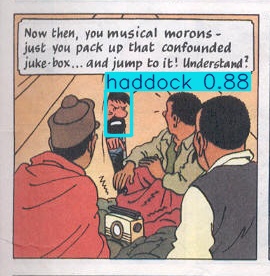 Now then, you musical morons -
just you pack up that confounded
juke-box... and jump to it! Understand?
haddock 0.88